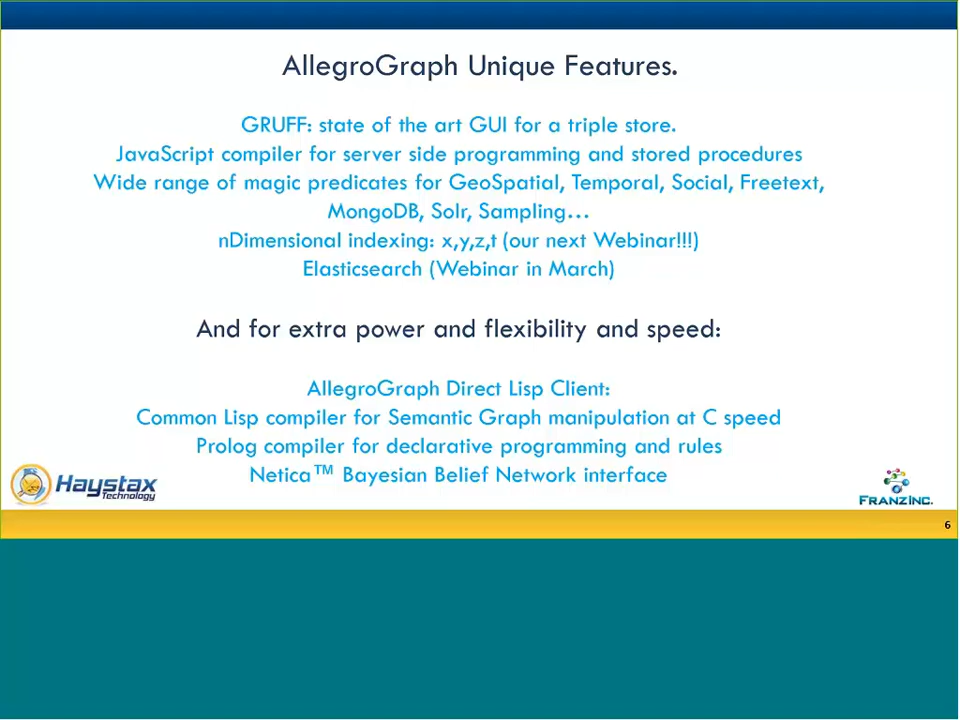 AllegroGraph Unique Features.
GRUFF: state of the art GUI for a triple store.
JavaScript compiler for server side programming and stored procedures
Wide range of magic predicates for GeoSpatial, Temporal, Social, Freetext,
MongoDB, Solr, Sampling…
nDimensional indexing: x,y,z,t (our next Webinar!!!)
Elasticsearch (Webinar in March)
And for extra power and flexibility and speed:
AllegroGraph Direct Lisp Client:
Common Lisp compiler for Semantic Graph manipulation at C speed
Prolog compiler for declarative programming and rules
Netica™ Bayesian Belief Network interface
Haystax
Technology
FRANZ INC.
6